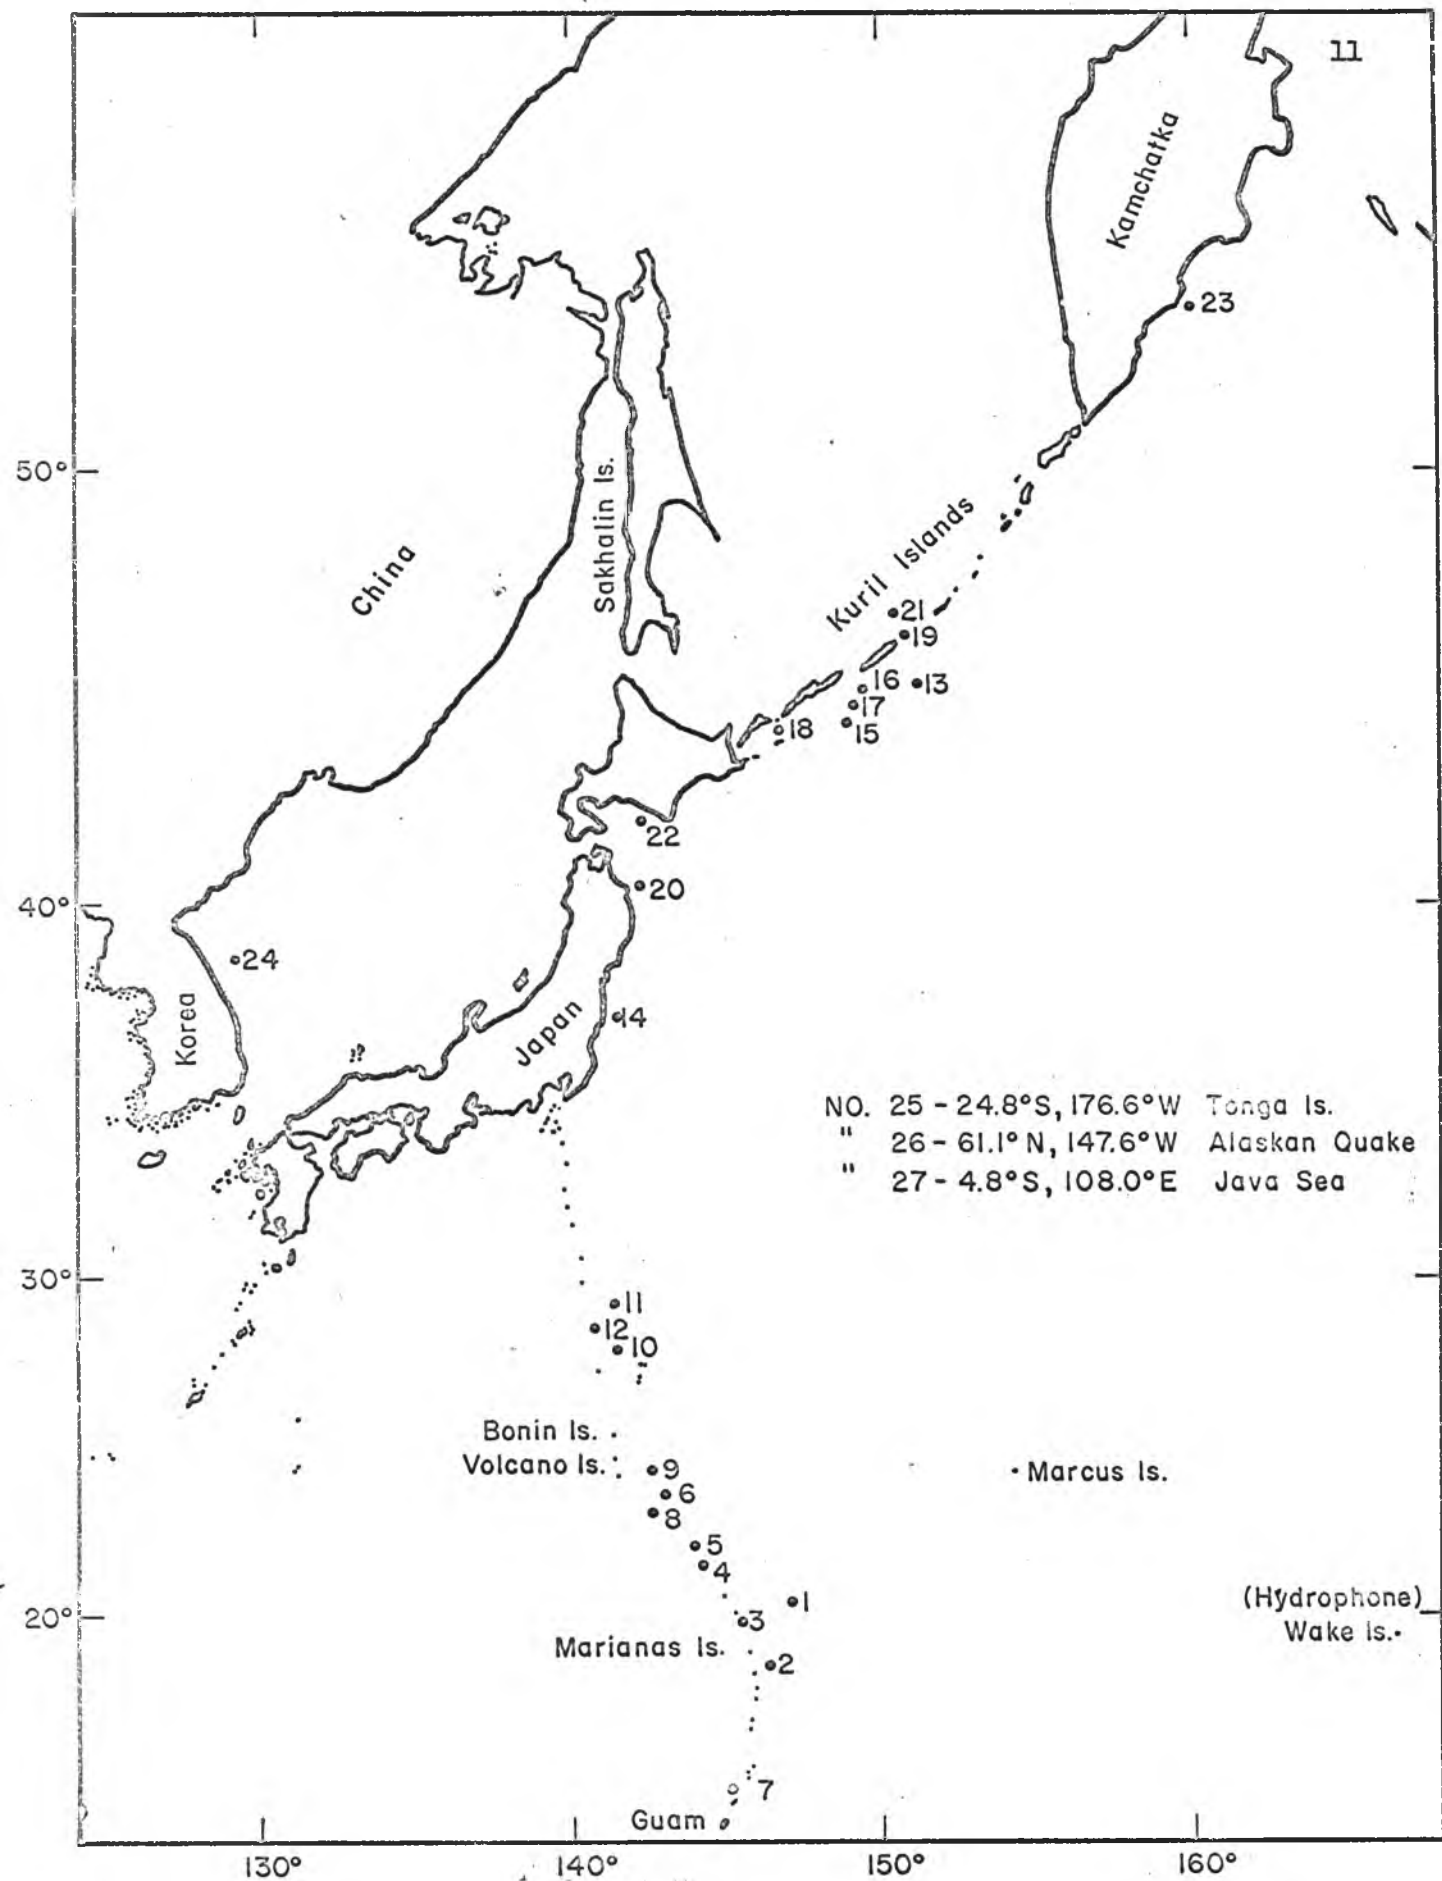 11
Kamchatka
23
50°
Sakhalin Is.
China
Kuril Islands
21
19
16
13
17
15
18
22
20
40°
24
Korea
Japan
14
NO. 25 - 24.8°S, 176.6°W Tonga Is.
" 26 - 61.1°N, 147.6°W Alaskan Quake
" 27 - 4.8°S, 108.0°E Java Sea
30°
11
12
10
Bonin Is.
Volcano Is.
9
Marcus Is.
6
8
5
4
1
(Hydrophone)
20°
3
Wake Is.
Marianas Is.
2
7
Guam
130°
140°
150°
160°